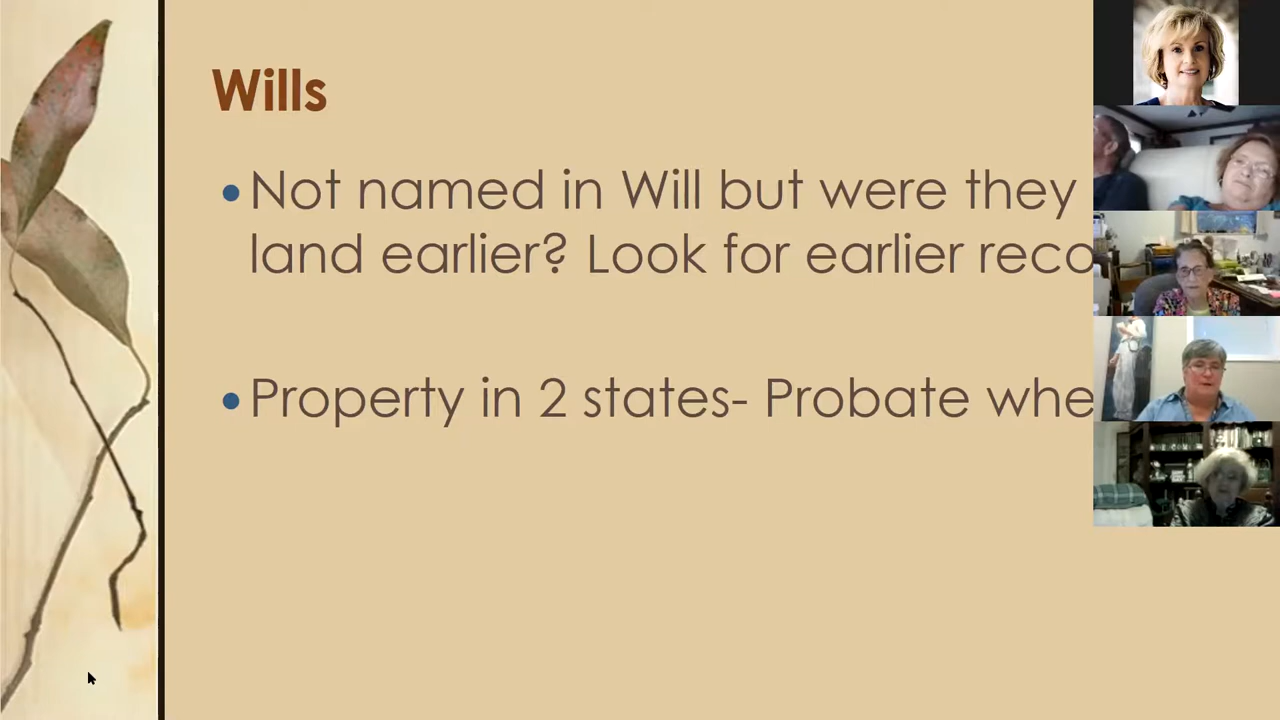 Wills
•Not named in Will but were they
land earlier? Look for earlier reco
•Property in 2 states- Probate whe